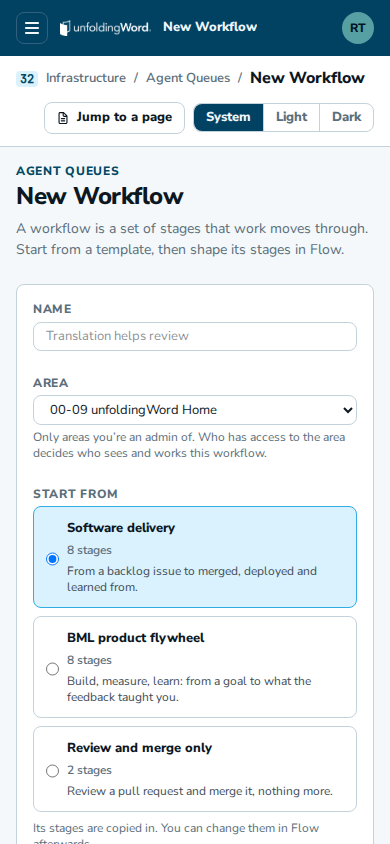 unfoldingWord. New Workflow RT
32 Infrastructure / Agent Queues / New Workflow
Jump to a page System Light Dark
AGENT QUEUES
New Workflow
A workflow is a set of stages that work moves through.
Start from a template, then shape its stages in Flow.
NAME
Translation helps review
AREA
00-09 unfoldingWord Home
Only areas you're an admin of. Who has access to the area
decides who sees and works this workflow.
START FROM
Software delivery
8 stages
From a backlog issue to merged, deployed and
learned from.
BML product flywheel
8 stages
Build, measure, learn: from a goal to what the
feedback taught you.
Review and merge only
2 stages
Review a pull request and merge it, nothing more.
Its stages are copied in. You can change them in Flow
afterwards.